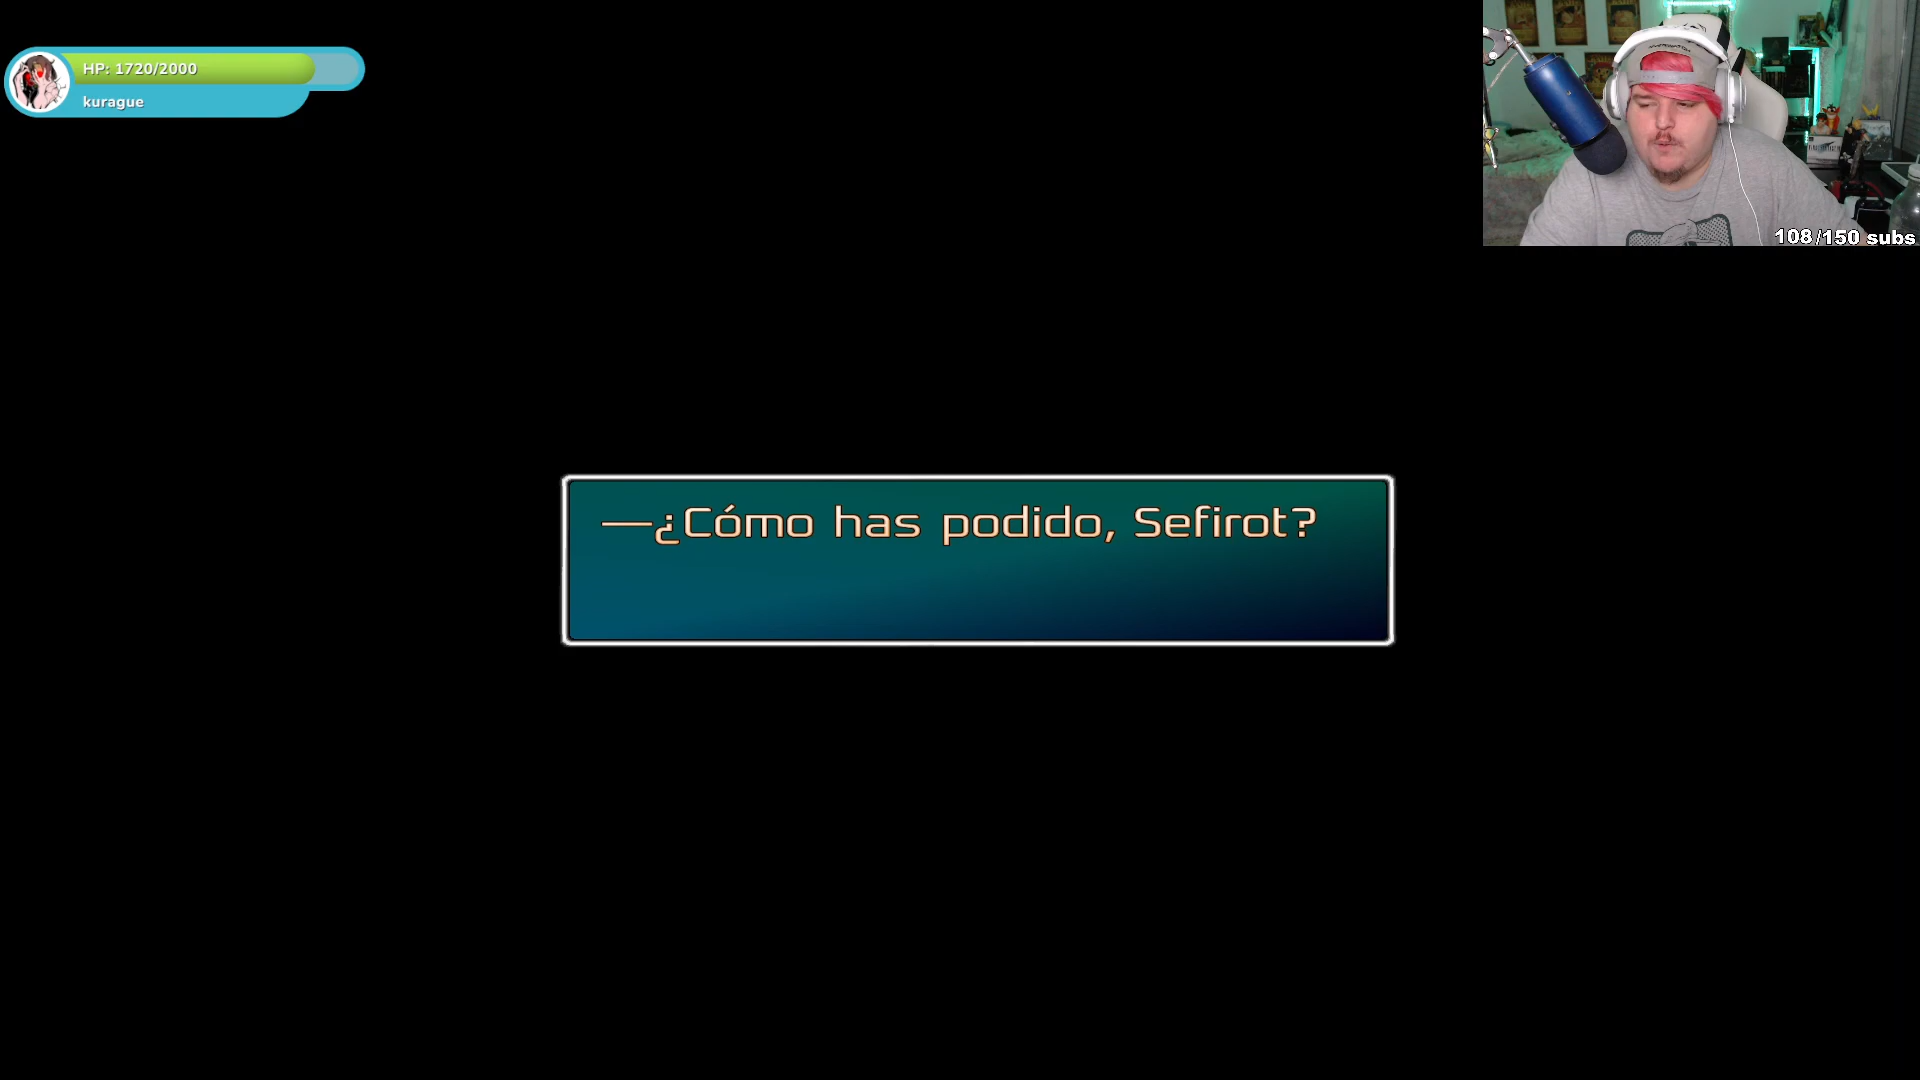 HP: 1720/2000
kurague
108/150 subs
—¿Cómo has podido, Sefirot?